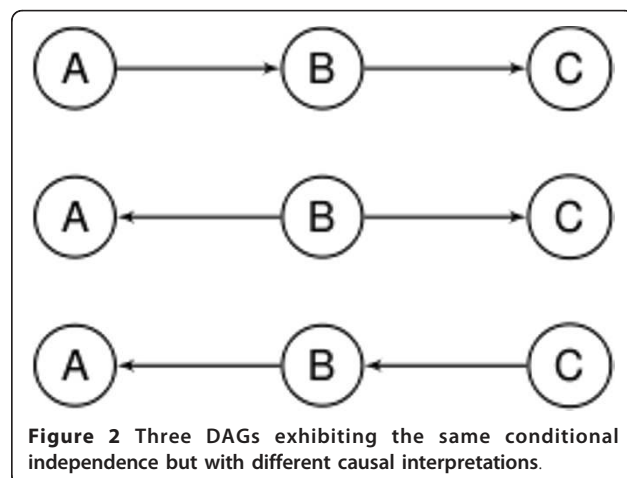 A B C
A B C
A B C
Figure 2 Three DAGs exhibiting the same conditional
independence but with different causal interpretations.